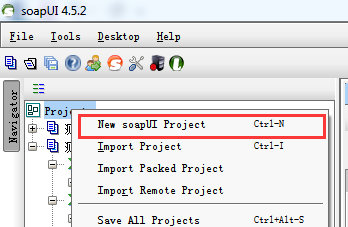 soapUI 4.5.2
File Tools Desktop Help
Navigator
Proje
New soapUI Project Ctrl-N
Import Project Ctrl-I
Import Packed Project
Import Remote Project
Save All Projects Ctrl+Alt-S